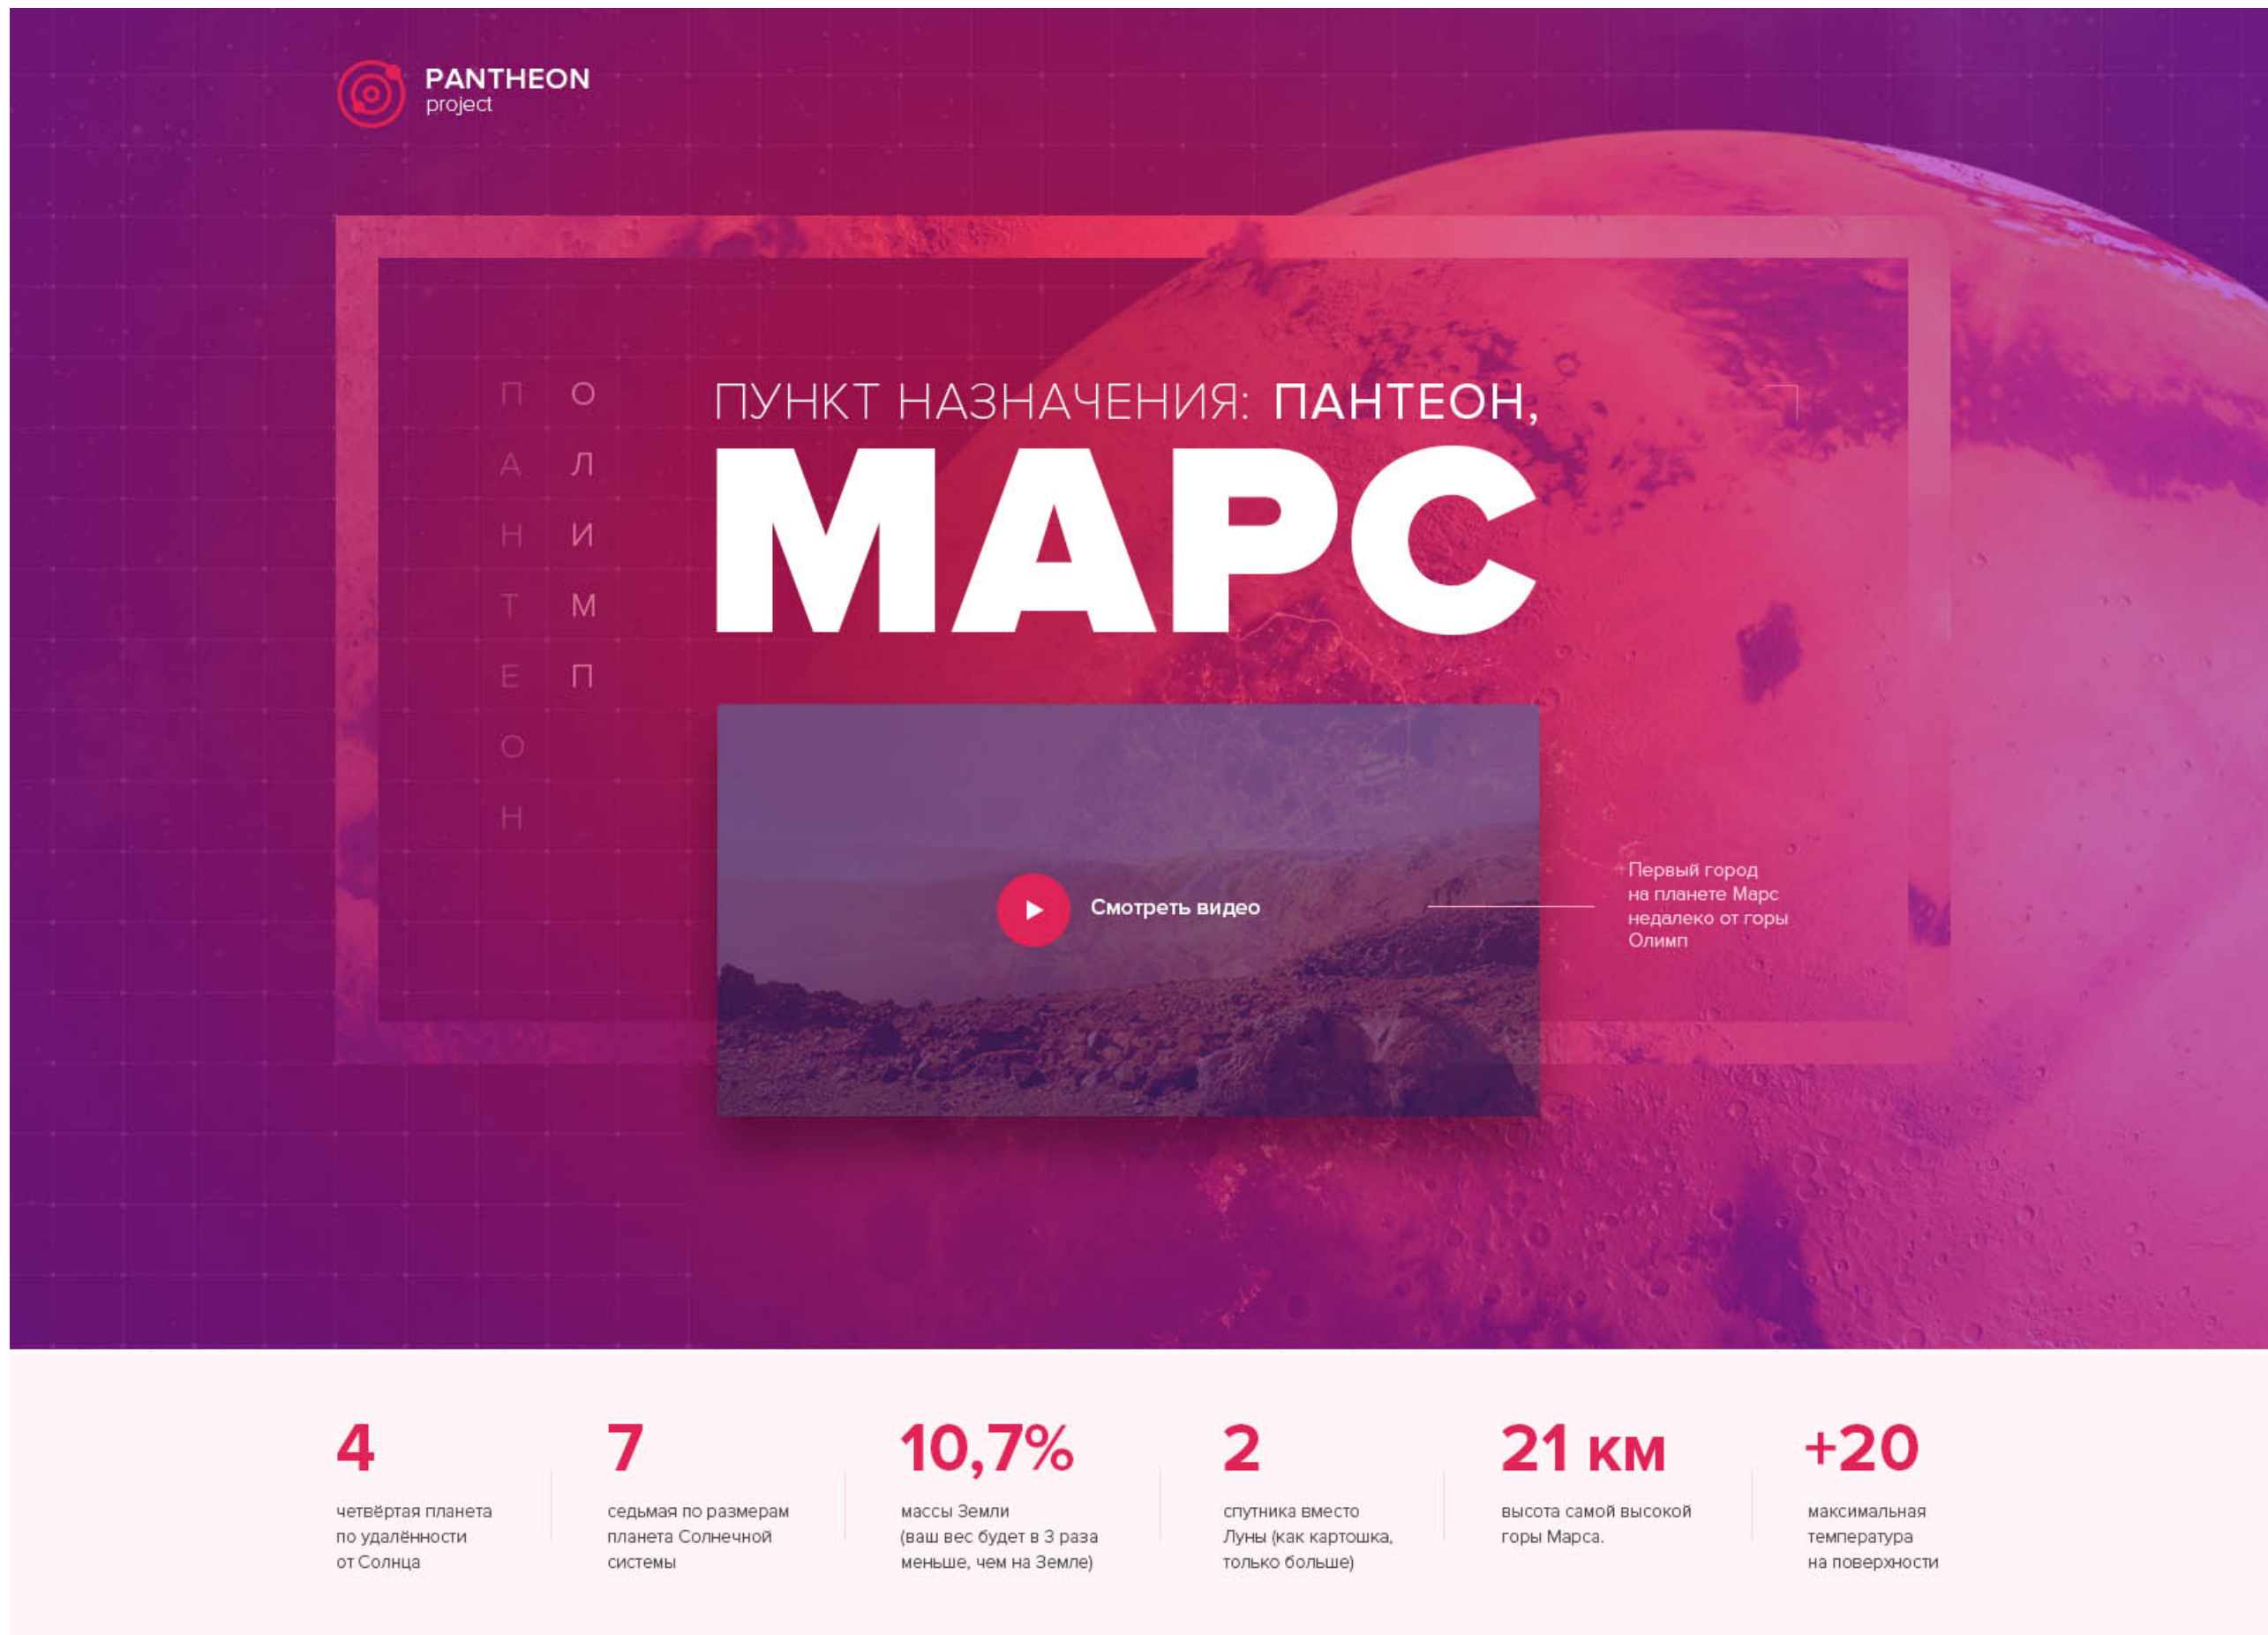 PANTHEON
project
ПАНТЕОН
ОЛИМП
ПУНКТ НАЗНАЧЕНИЯ: ПАНТЕОН,
МАРС
Смотреть видео
Первый город
на планете Марс
недалеко от горы
Олимп
4
четвёртая планета
по удалённости
от Солнца
7
седьмая по размерам
планета Солнечной
системы
10,7%
массы Земли
(ваш вес будет в 3 раза
меньше, чем на Земле)
2
спутника вместо
Луны (как картошка,
только больше)
21 км
высота самой высокой
горы Марса.
+20
максимальная
температура
на поверхности